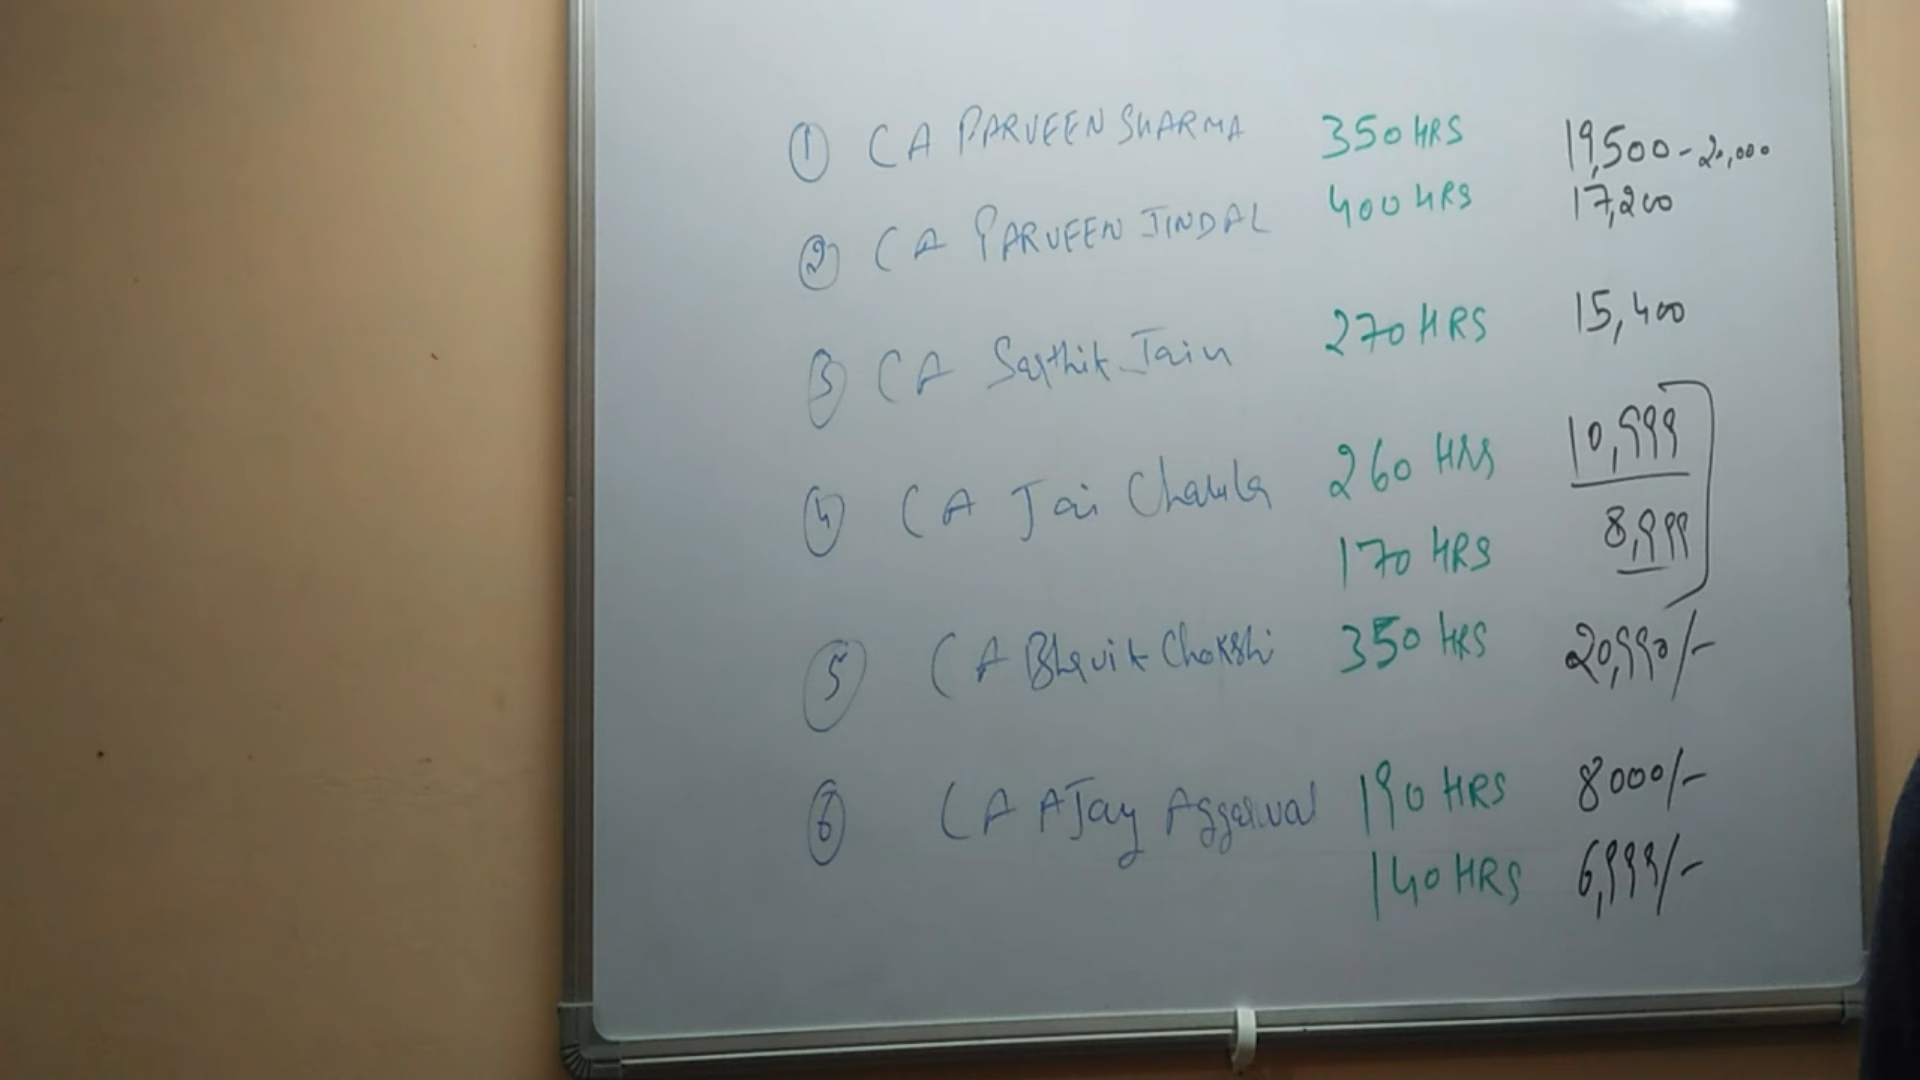 ① CA PARVEEN SHARMA 350 HRS 19,500-20,000
② CA PARVEEN JINDAL 400 HRS 17,200
③ CA Sarthik Jain 270 HRS 15,400
④ CA Jai Chawla 260 HRS 10,999
170 HRS 8,999
⑤ CA Bhavik Chokshi 350 HRS 20,990/-
⑥ CA AJay Aggarwal 190 HRS 8000/-
140 HRS 6,999/-